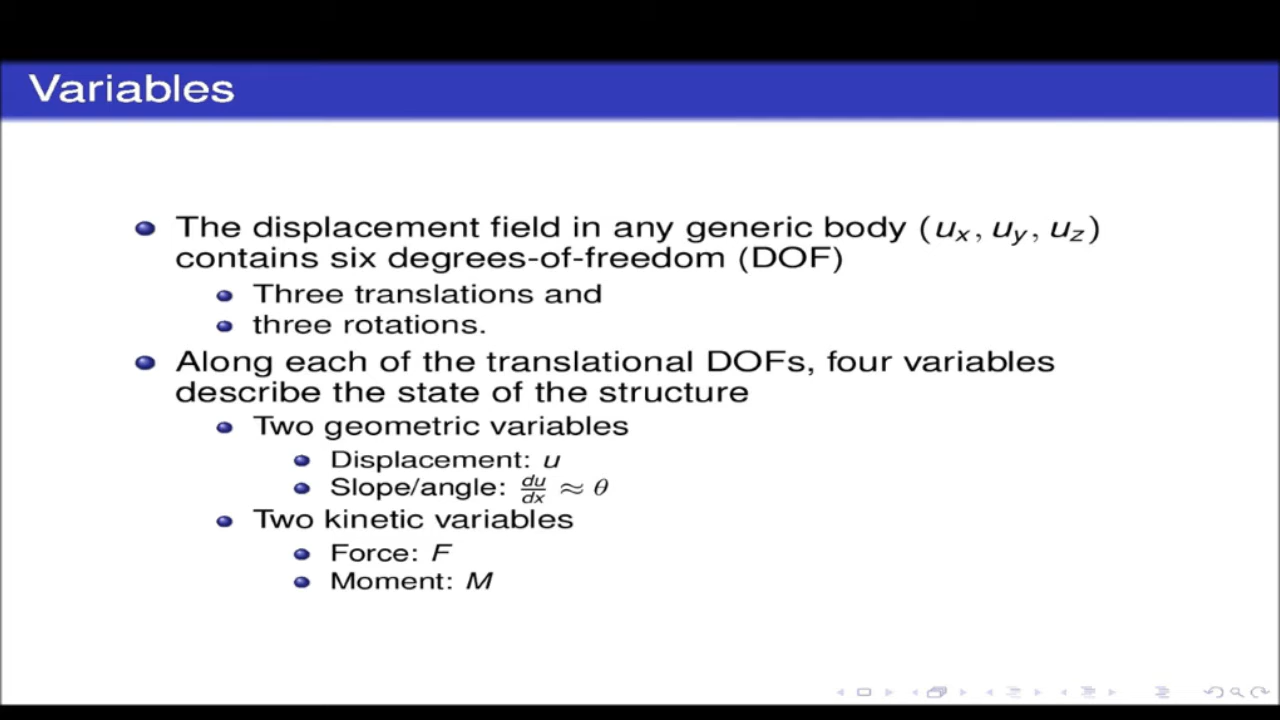 Variables
The displacement field in any generic body (uₓ, u_y, u_z)
contains six degrees-of-freedom (DOF)
Three translations and
three rotations.
Along each of the translational DOFs, four variables
describe the state of the structure
Two geometric variables
Displacement: u
Slope/angle: du/dx ≈ θ
Two kinetic variables
Force: F
Moment: M